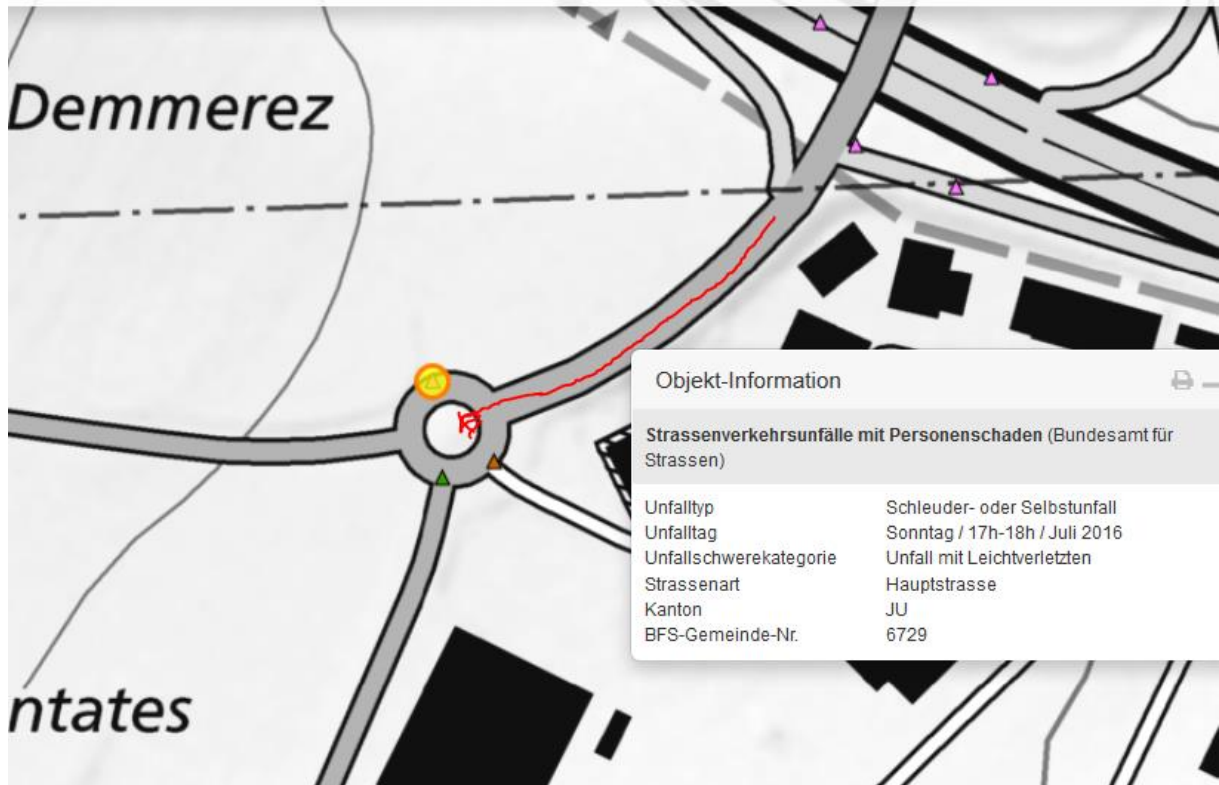 Demmerez
Objekt-Information
Strassenverkehrsunfälle mit Personenschaden (Bundesamt für
Strassen)
Unfalltyp Schleuder- oder Selbstunfall
Unfalltag Sonntag / 17h-18h / Juli 2016
Unfallschwerekategorie Unfall mit Leichtverletzten
Strassenart Hauptstrasse
Kanton JU
BFS-Gemeinde-Nr. 6729
ntates